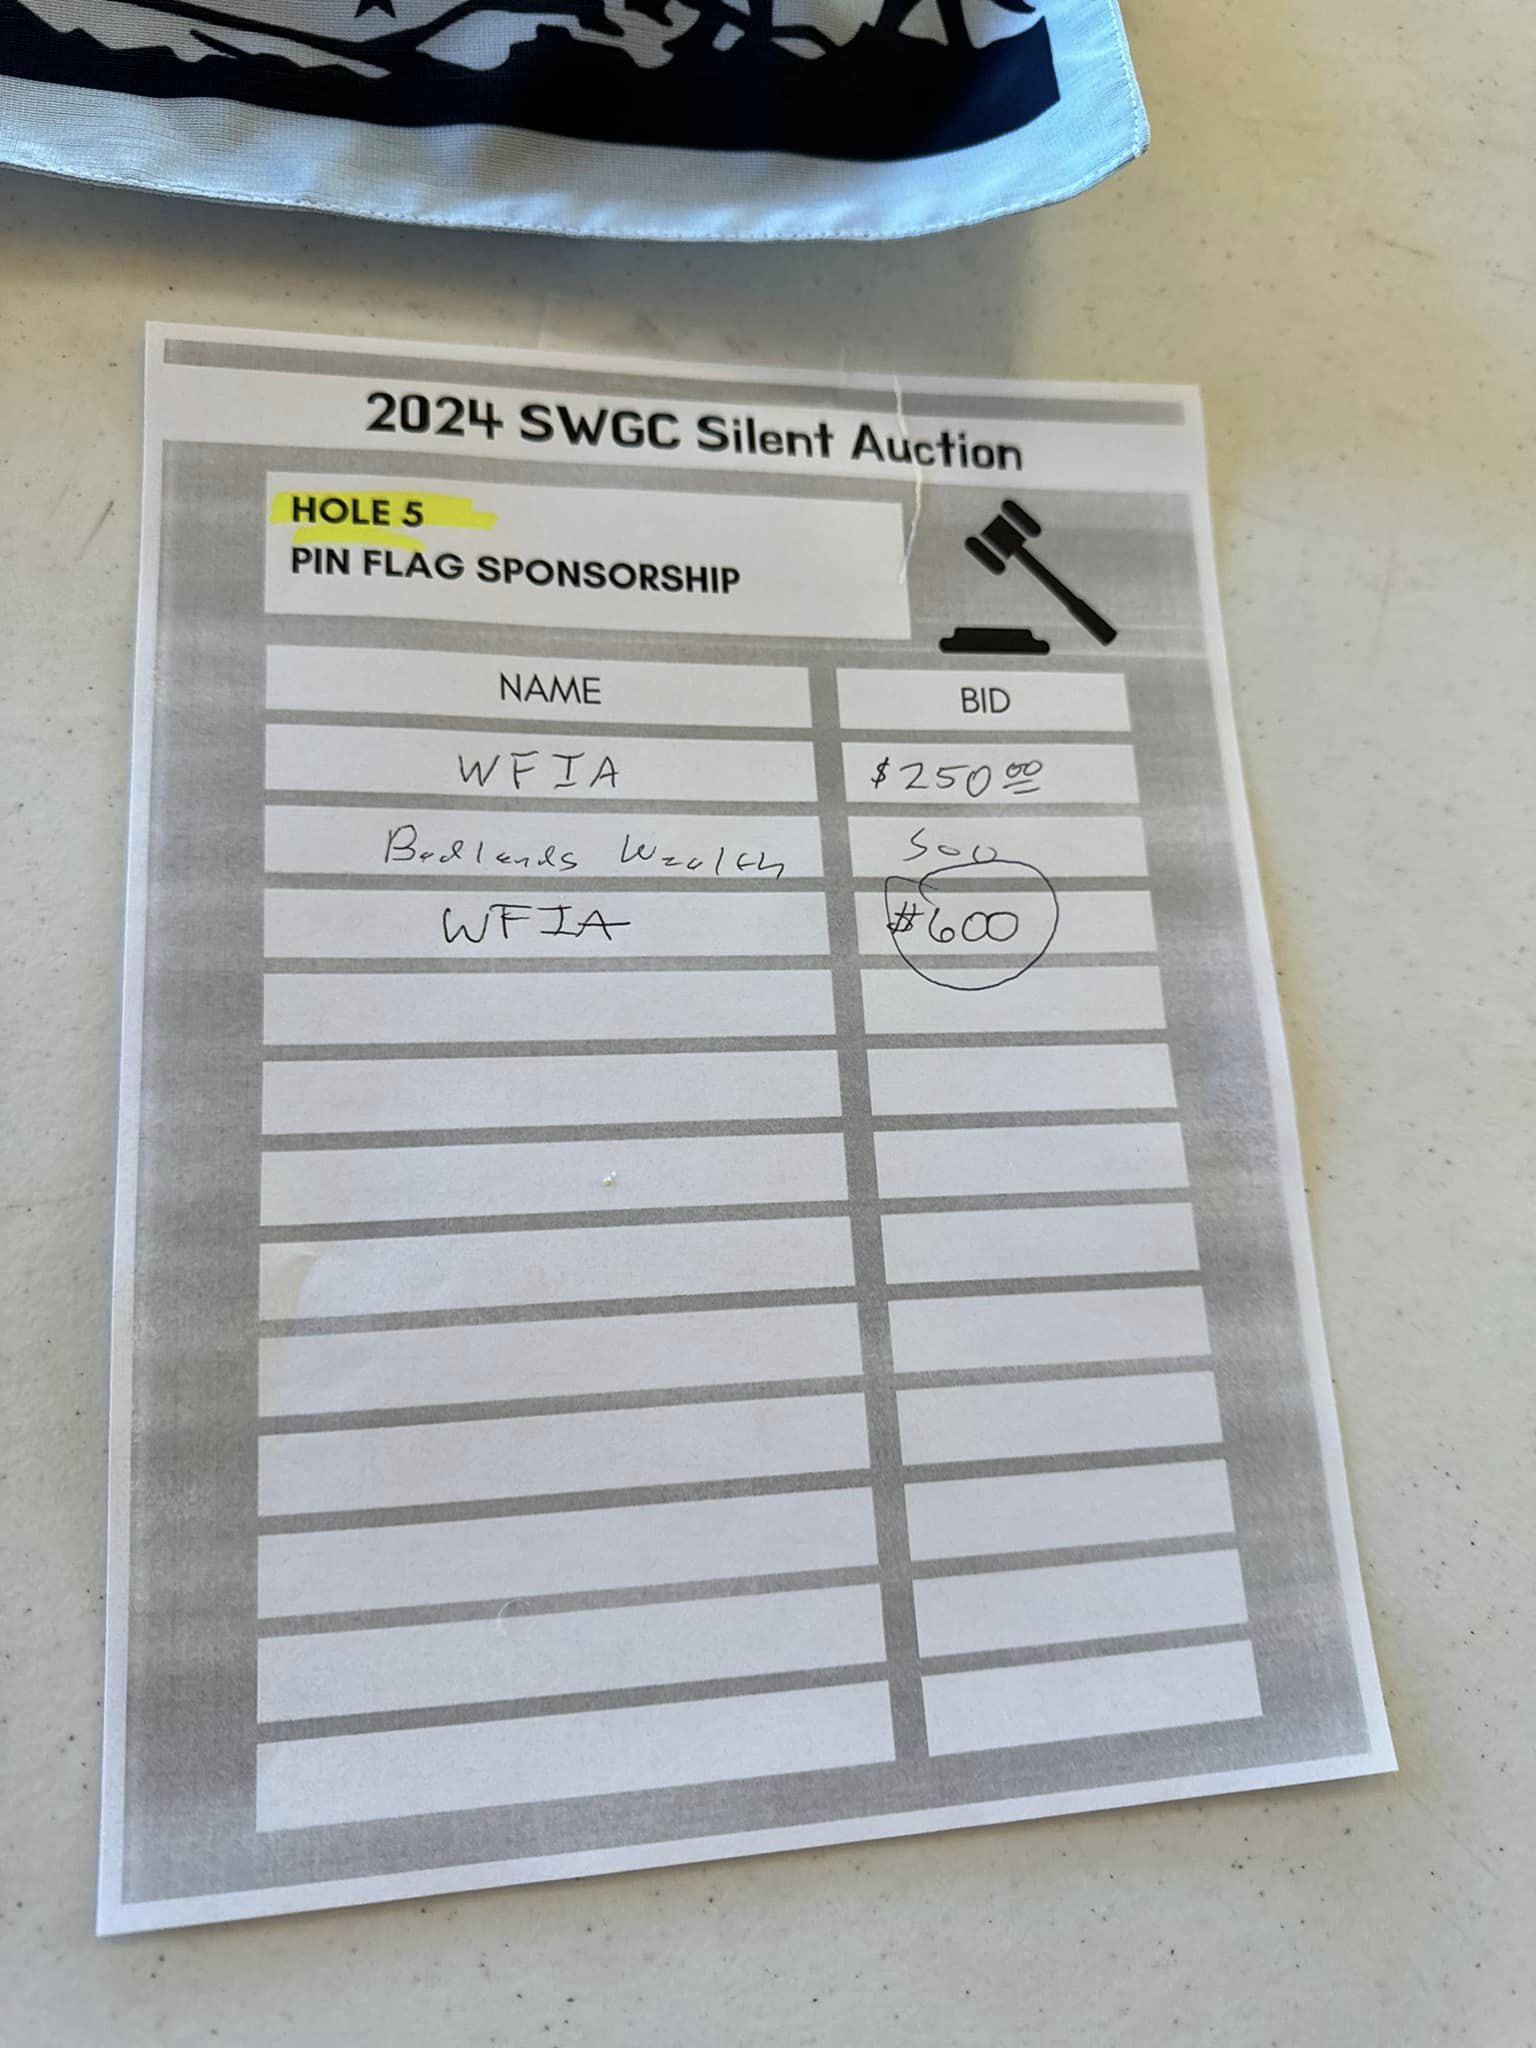 2024 SWGC Silent Auction
HOLE 5
PIN FLAG SPONSORSHIP
NAME BID
WFIA $250.00
Badlands Wealth 500
WFIA $600